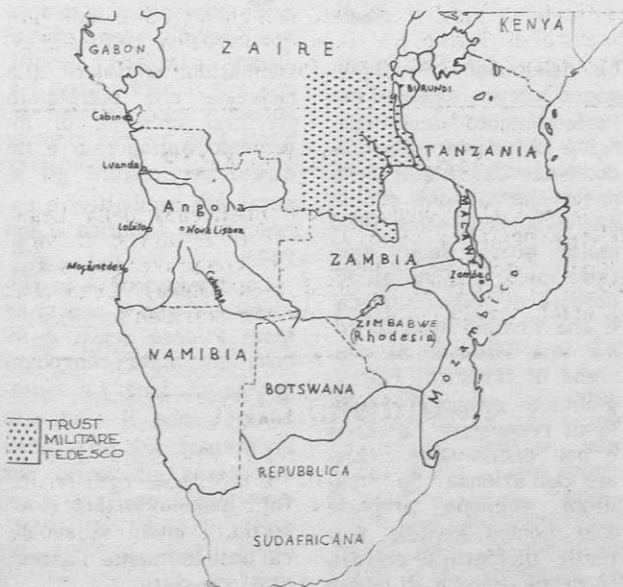 KENYA
GABON
ZAIRE
BURUNDI
Cabinda
TANZANIA
Luanda
MALAWI
Angola
Lobito
Nova Lisboa
ZAMBIA
Zomba
Moçâmedes
Cubango
MOZAMBICO
ZIMBABWE
(Rhodesia)
NAMIBIA
BOTSWANA
TRUST
MILITARE
TEDESCO
REPUBBLICA
SUDAFRICANA